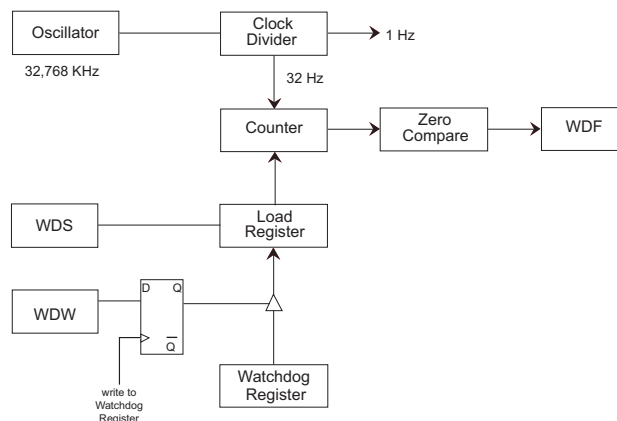 Oscillator
Clock
Divider
1 Hz
32,768 KHz
32 Hz
Counter
Zero
Compare
WDF
WDS
Load
Register
D Q
WDW
Q
Watchdog
Register
write to
Watchdog
Register